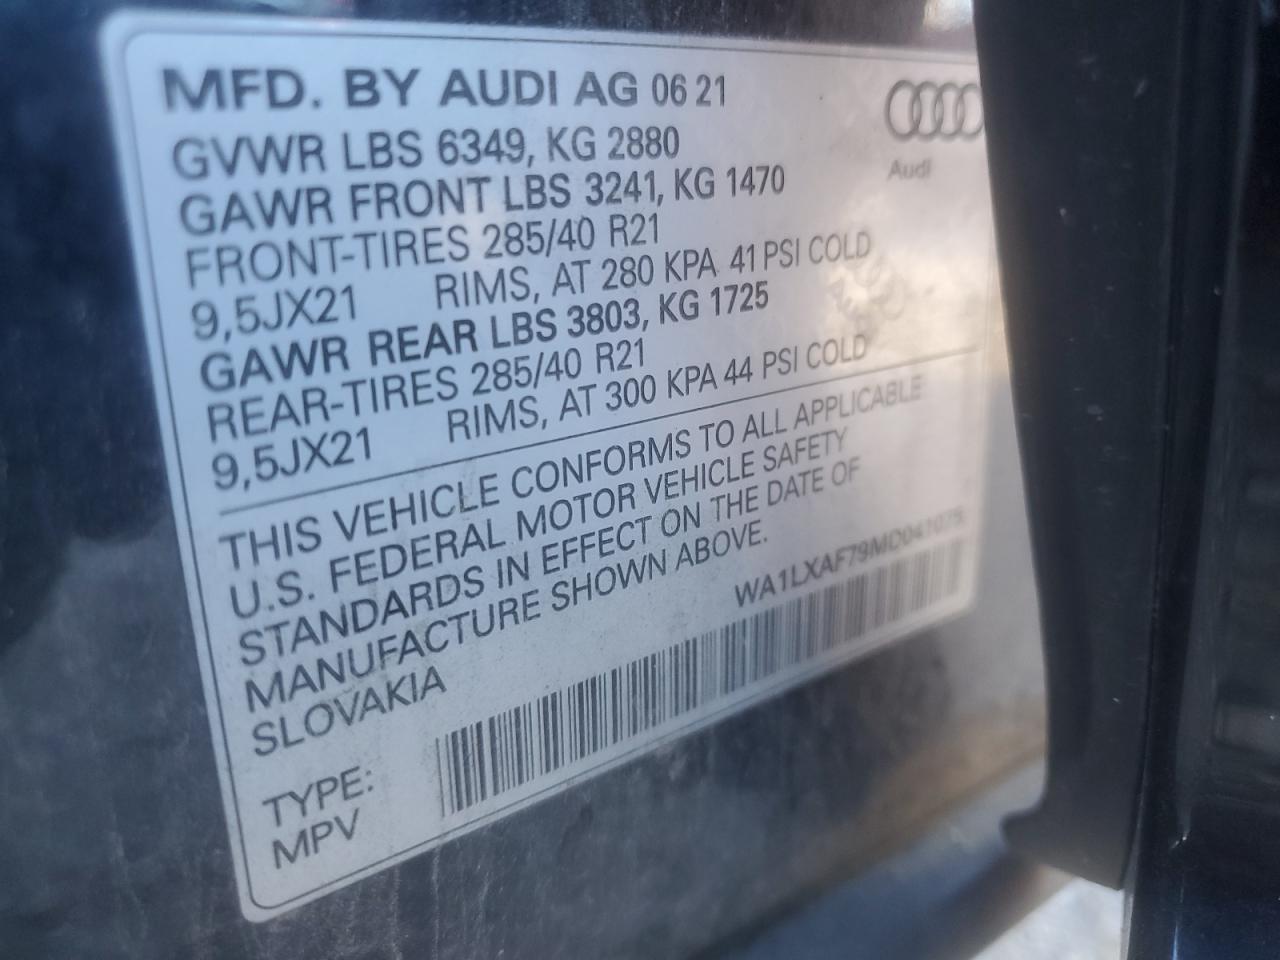 MFD. BY AUDI AG 06 21
GVWR LBS 6349, KG 2880
GAWR FRONT LBS 3241, KG 1470
FRONT-TIRES 285/40 R21
9,5JX21 RIMS, AT 280 KPA 41 PSI COLD
GAWR REAR LBS 3803, KG 1725
REAR-TIRES 285/40 R21
9,5JX21 RIMS, AT 300 KPA 44 PSI COLD
Audi
THIS VEHICLE CONFORMS TO ALL APPLICABLE
U.S. FEDERAL MOTOR VEHICLE SAFETY
STANDARDS IN EFFECT ON THE DATE OF
MANUFACTURE SHOWN ABOVE.
SLOVAKIA
WA1LXAF79MD041075
TYPE:
MPV